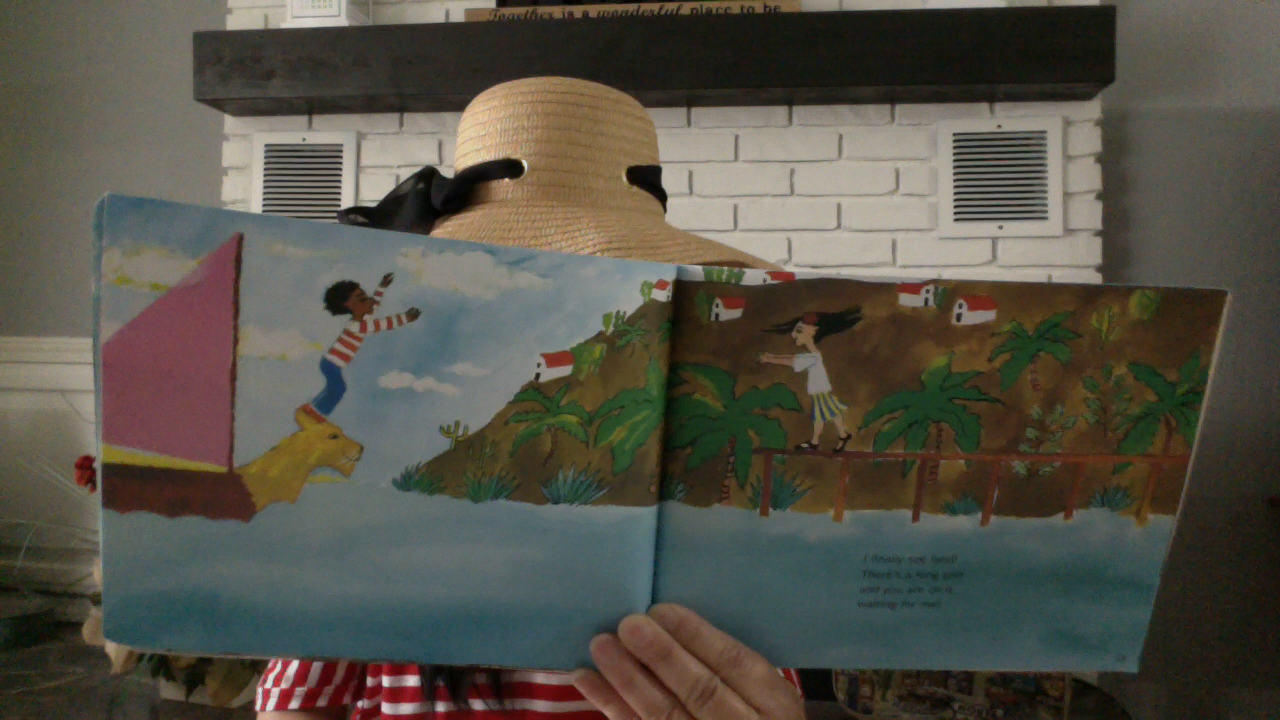 Together is a wonderful place to be
I finally see land!
There's a long pier
and you are on it,
waiting for me!